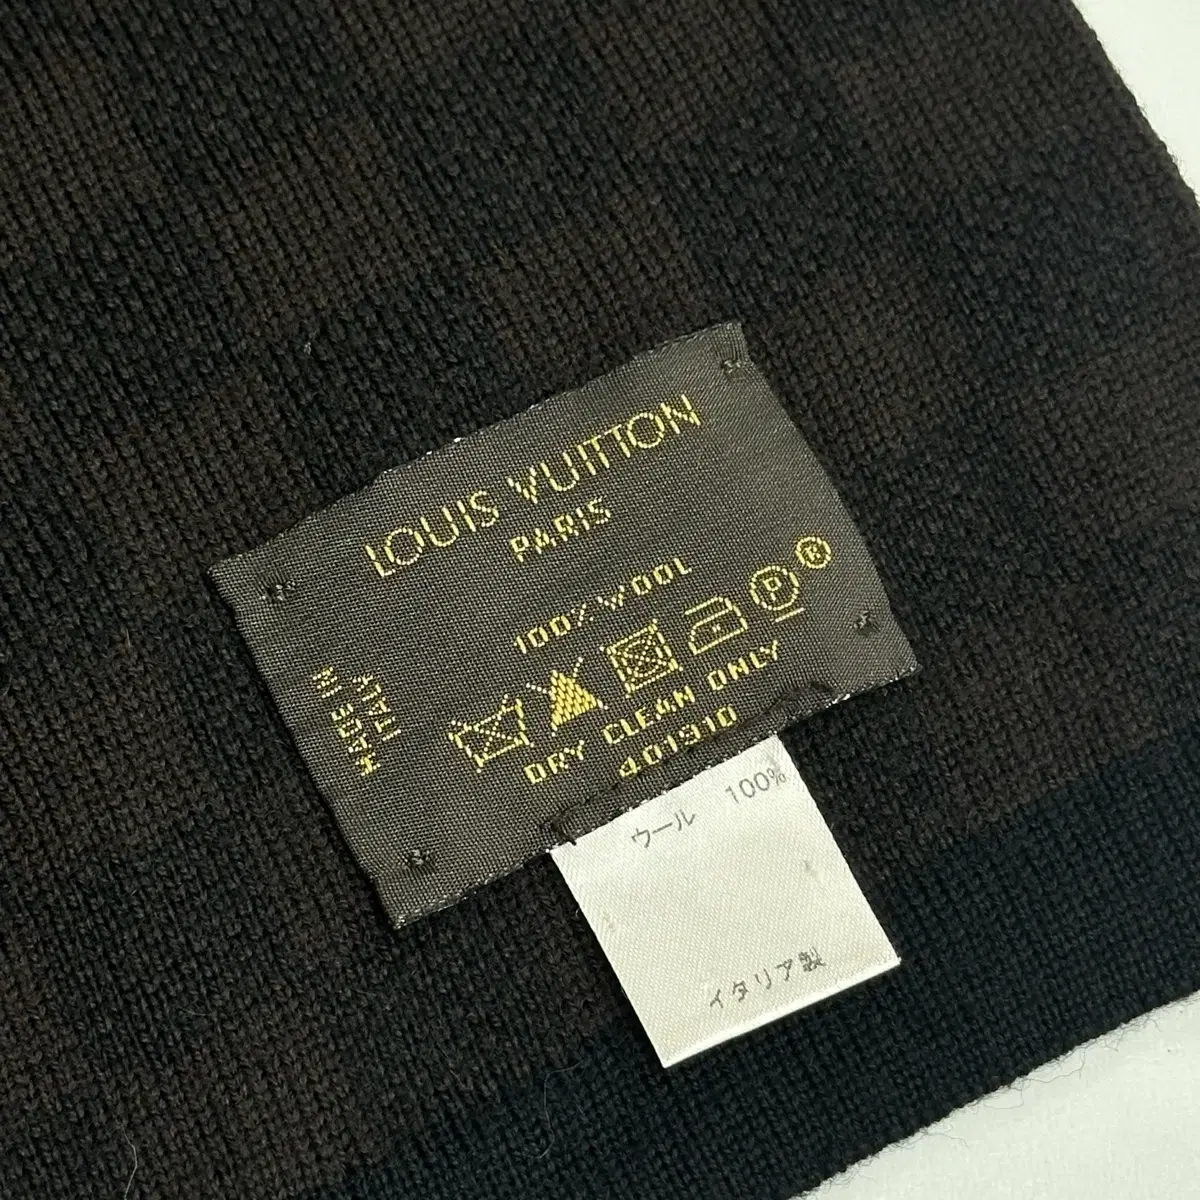 LOUIS VUITTON
PARIS
100% WOOL
P
DRY CLEAN ONLY
401910
MADE IN
ITALY
ウール 100%
イタリア製